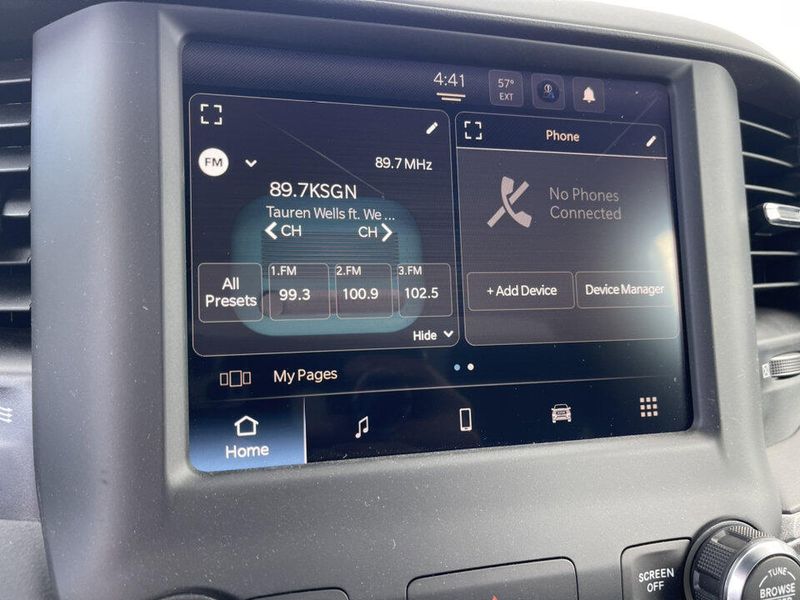 4:41
57°
EXT
FM
89.7 MHz
89.7KSGN
Tauren Wells ft. We ...
CH CH
All
Presets
1.FM
99.3
2.FM
100.9
3.FM
102.5
Hide
Phone
No Phones
Connected
+ Add Device
Device Manager
My Pages
Home
SCREEN
OFF
TUNE
BROWSE